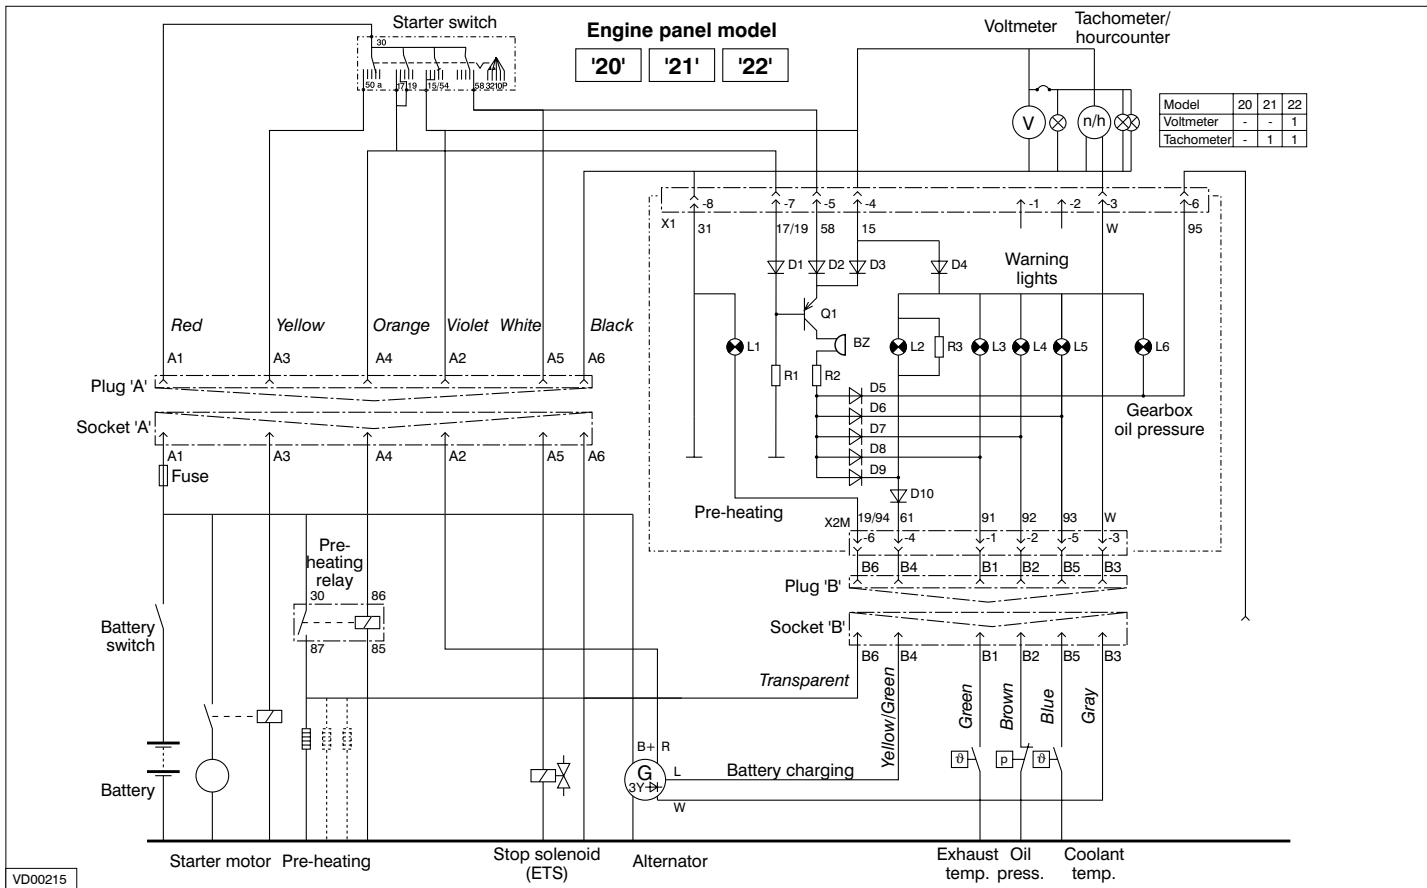 Starter switch
Engine panel model
'20' '21' '22'
Voltmeter
Tachometer/
hourcounter
30
50 a 17 19 15/54 58 3210P
V
n/h
Model 20 21 22
Voltmeter - - 1
Tachometer - 1 1
-8 -7 -5 -4 -1 -2 -3 -6
X1 31 17/19 58 15 W 95
Warning
lights
D1 D2 D3 D4
Q1
BZ
L1 L2 R3 L3 L4 L5 L6
R1 R2
D5
D6
D7
D8
D9
D10
Gearbox
oil pressure
Pre-heating
Red Yellow Orange Violet White Black
A1 A3 A4 A2 A5 A6
Plug 'A'
Socket 'A'
A1 A3 A4 A2 A5 A6
Fuse
X2M 19/94 61 91 92 93 W
-6 -4 -1 -2 -5 -3
B6 B4 B1 B2 B5 B3
Plug 'B'
Socket 'B'
B6 B4 B1 B2 B5 B3
Pre-
heating
relay
30 86
87 85
Battery
switch
Transparent
Yellow/Green
Green
Brown
Blue
Gray
B+ R
G
3Y
L
W
Battery charging
ϑ p ϑ
Battery
Starter motor Pre-heating
Stop solenoid
(ETS)
Alternator
Exhaust
temp.
Oil
press.
Coolant
temp.
VD00215